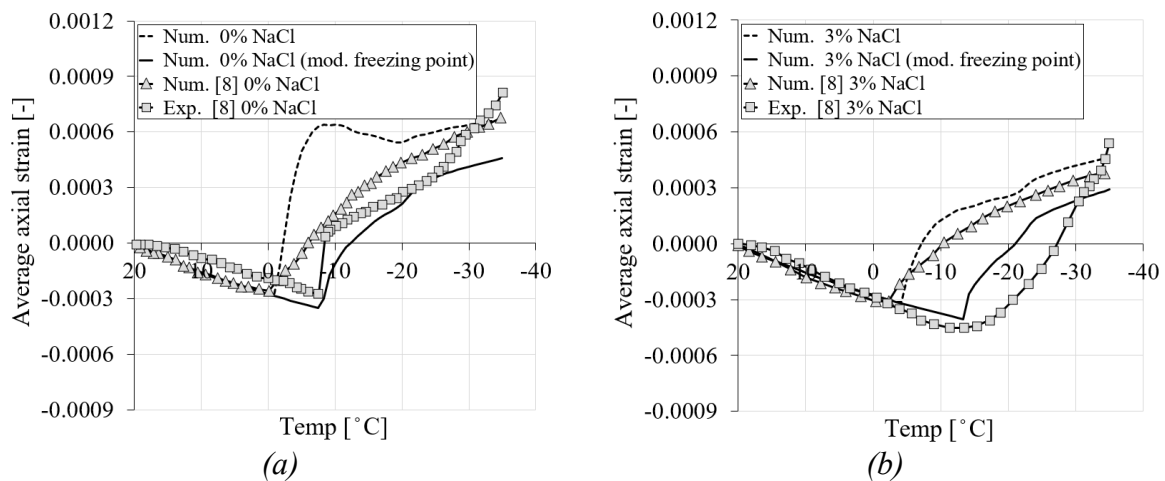 (a)
0.0012
Num. 0% NaCl
Num. 0% NaCl (mod. freezing point)
Num. [8] 0% NaCl
Exp. [8] 0% NaCl
0.0009
0.0006
0.0003
0.0000
-0.0003
-0.0006
-0.0009
20
10
0
-10
-20
-30
-40
Average axial strain [-]
Temp [°C]
(a)
(b)
0.0012
Num. 3% NaCl
Num. 3% NaCl (mod. freezing point)
Num. [8] 3% NaCl
Exp. [8] 3% NaCl
0.0009
0.0006
0.0003
0.0000
-0.0003
-0.0006
-0.0009
20
10
0
-10
-20
-30
-40
Average axial strain [-]
Temp [°C]
(b)